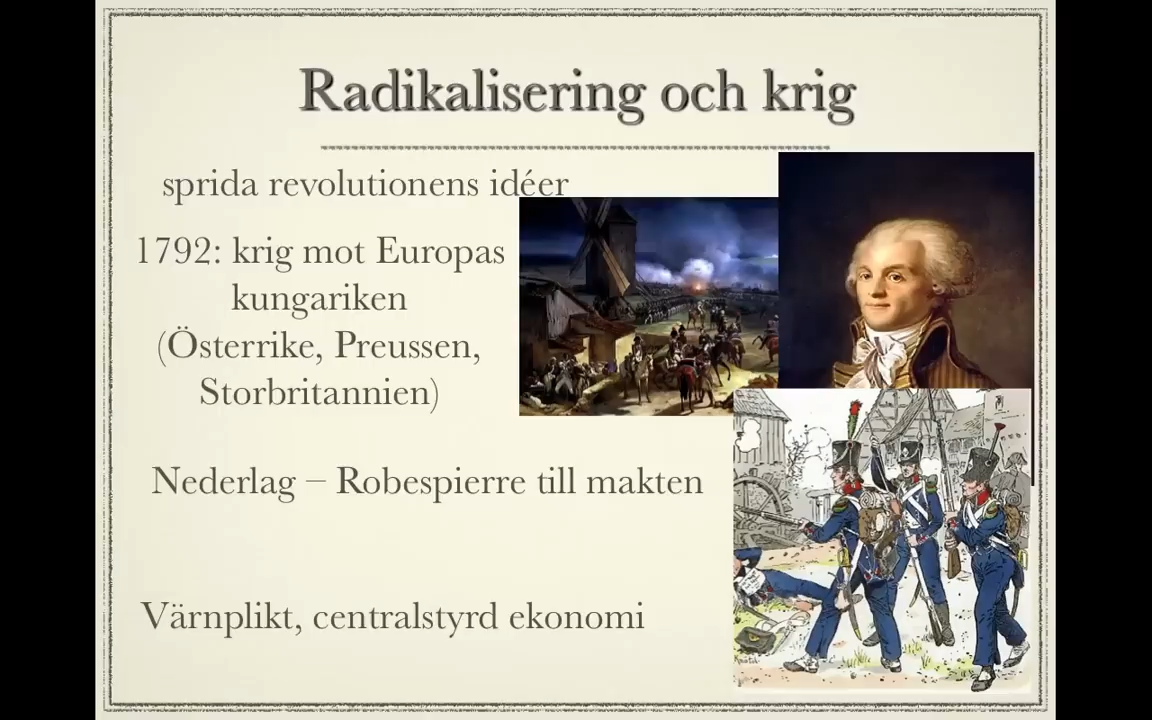 Radikalisering och krig
sprida revolutionens idéer
1792: krig mot Europas
kungariken
(Österrike, Preussen,
Storbritannien)
Nederlag – Robespierre till makten
Värnplikt, centralstyrd ekonomi